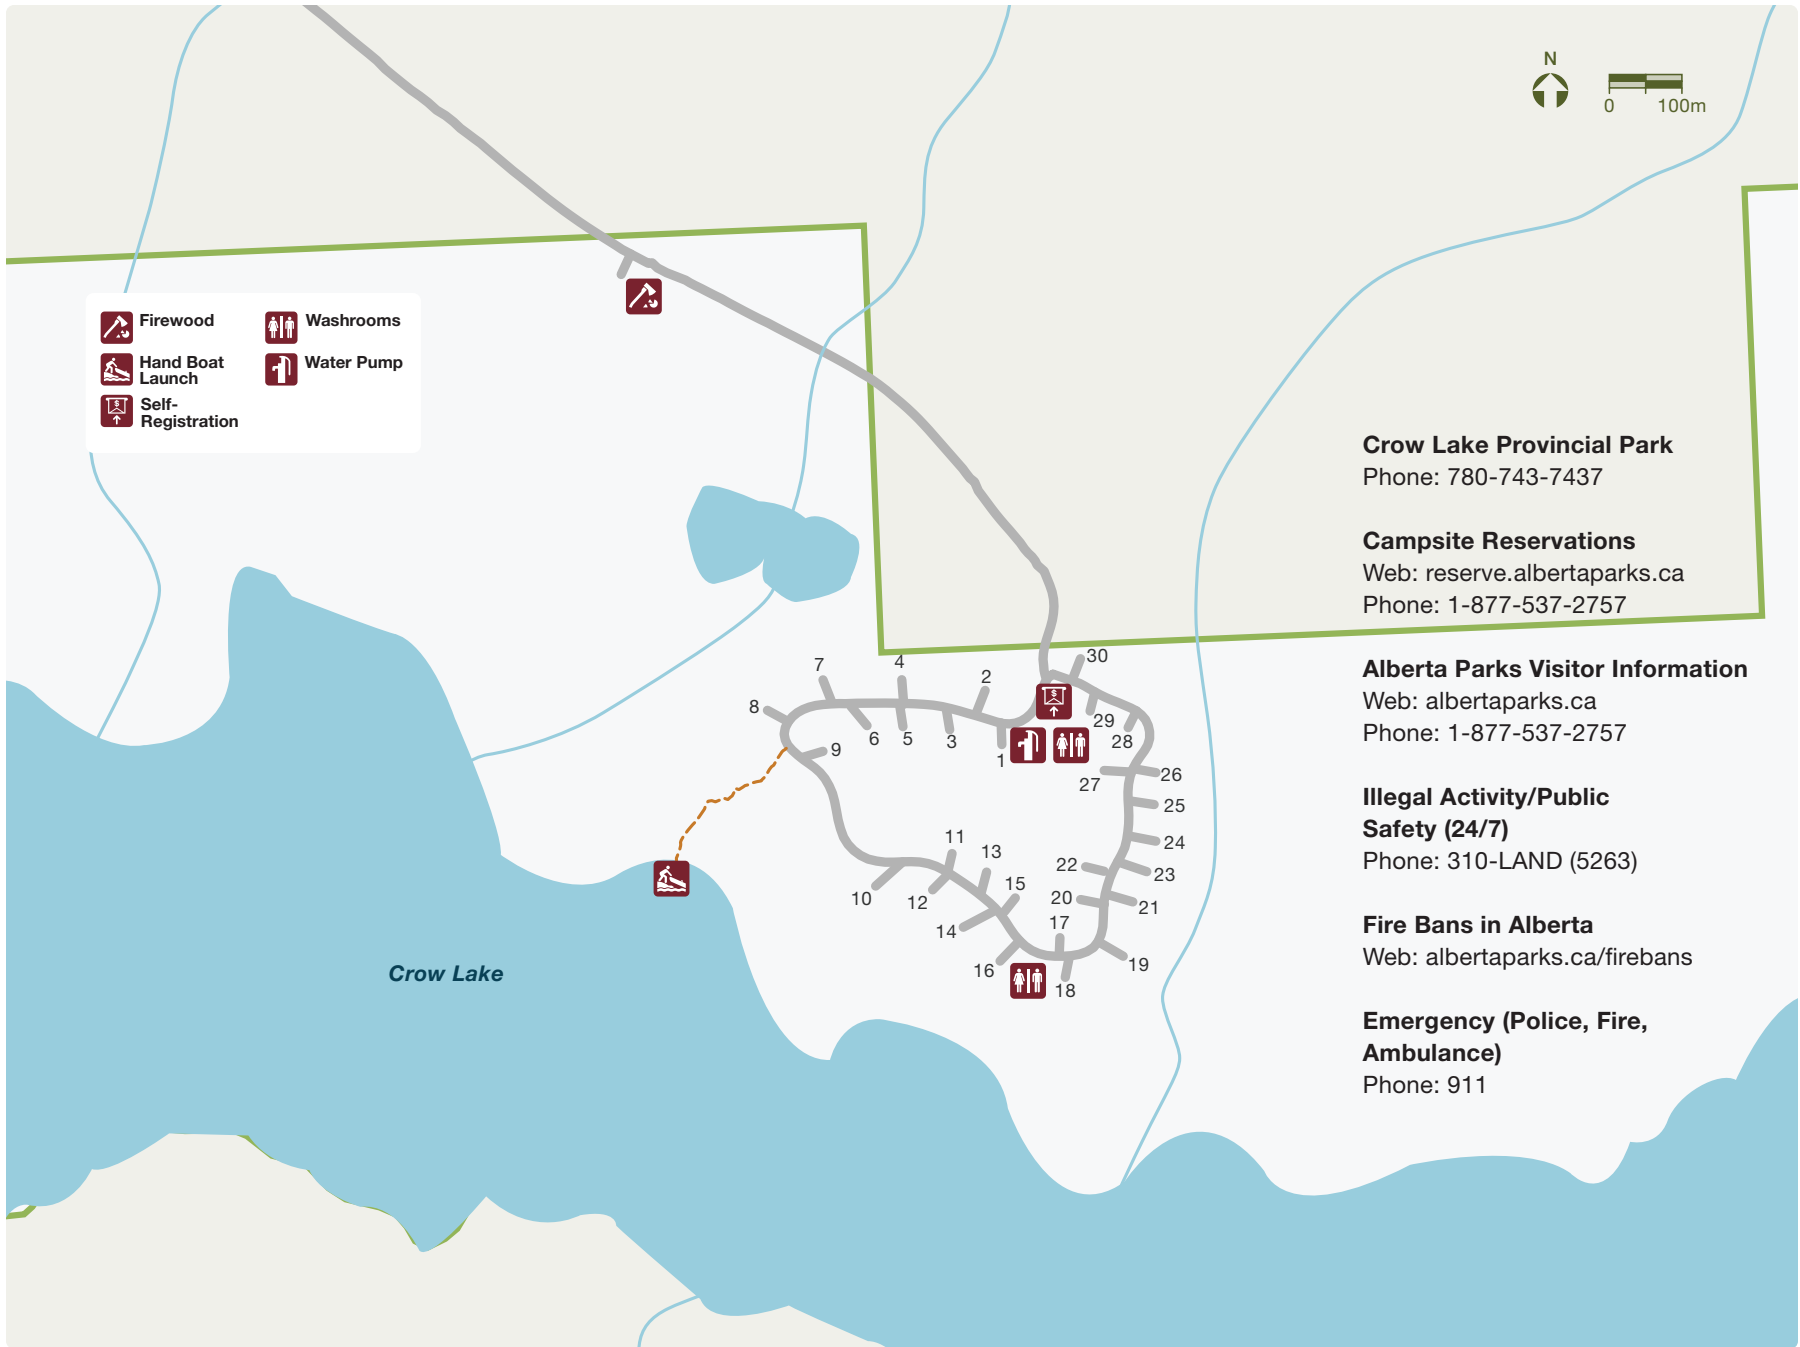 N
0 100m
Firewood
Washrooms
Hand Boat
Launch
Water Pump
Self-
Registration
$
Crow Lake Provincial Park
Phone: 780-743-7437
Campsite Reservations
Web: reserve.albertaparks.ca
Phone: 1-877-537-2757
Alberta Parks Visitor Information
Web: albertaparks.ca
Phone: 1-877-537-2757
Illegal Activity/Public
Safety (24/7)
Phone: 310-LAND (5263)
Fire Bans in Alberta
Web: albertaparks.ca/firebans
Emergency (Police, Fire,
Ambulance)
Phone: 911
30
7
4
2
$
8
29
6
5
3
28
9
1
26
27
25
11
24
13
22
23
15
10
12
20
21
17
14
19
16
18
Crow Lake